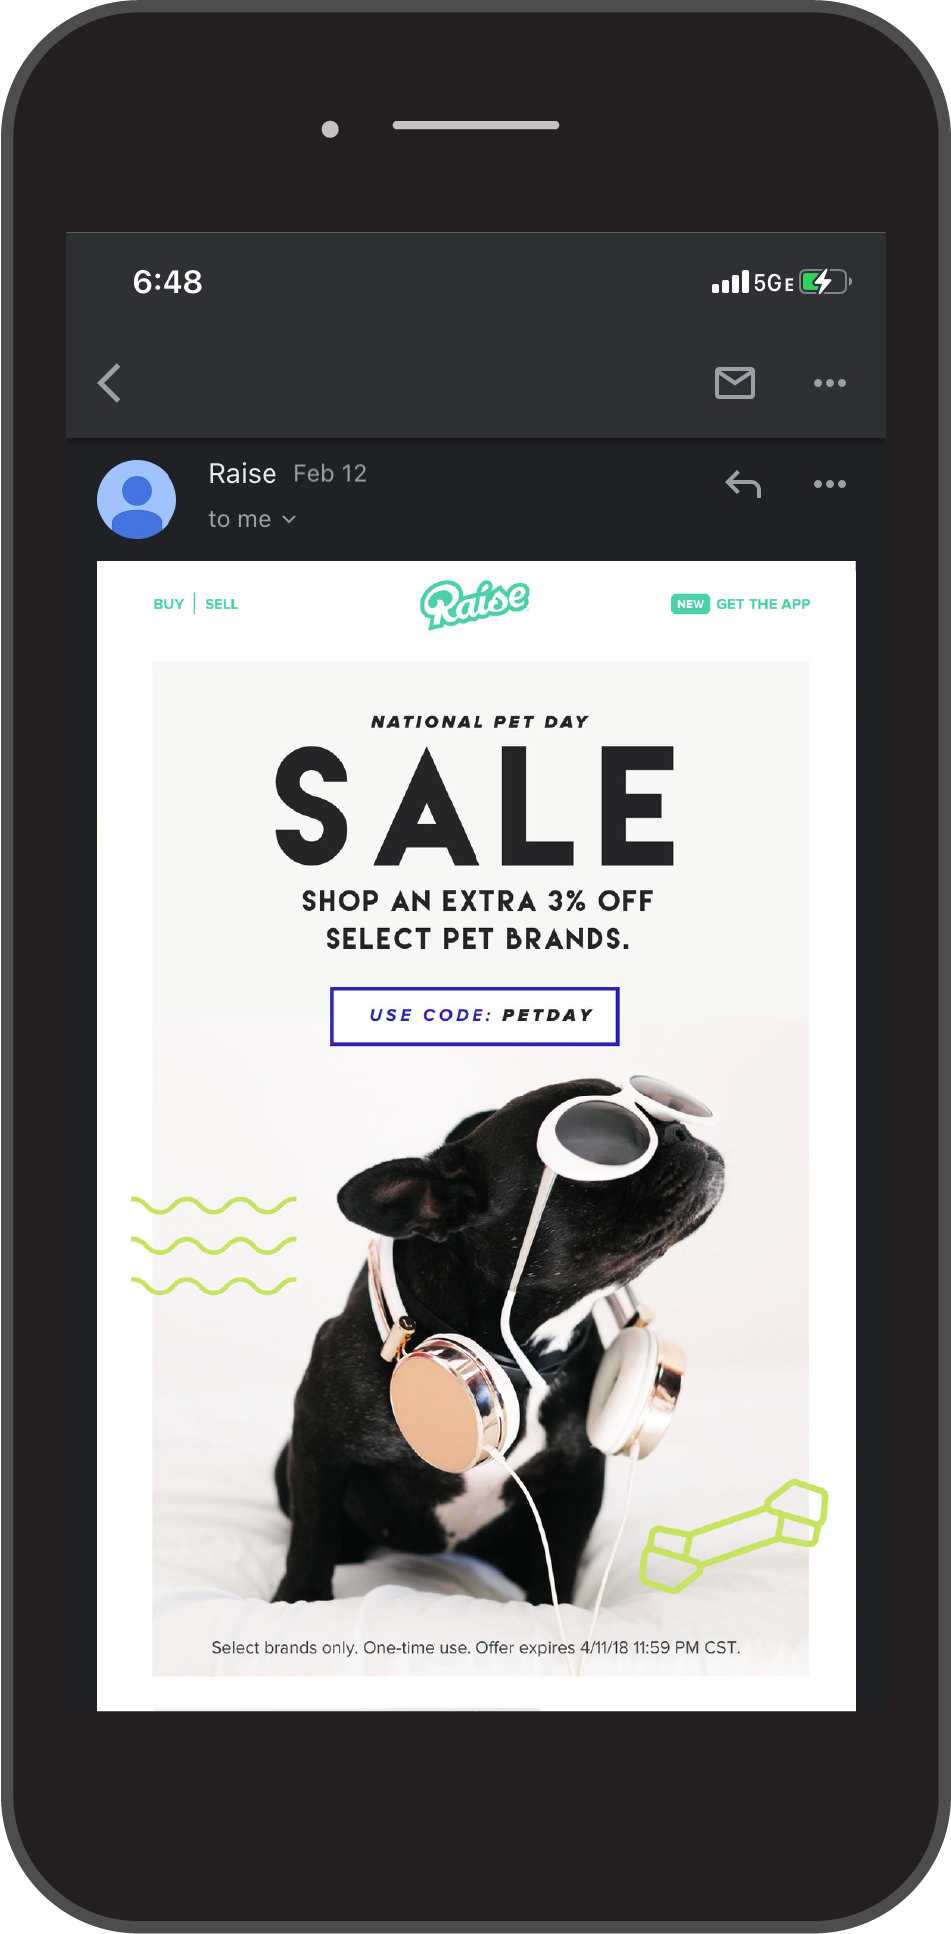 6:48
5GE
Raise Feb 12
to me
BUY | SELL
Raise
NEW GET THE APP
NATIONAL PET DAY
SALE
SHOP AN EXTRA 3% OFF
SELECT PET BRANDS.
USE CODE: PETDAY
Select brands only. One-time use. Offer expires 4/11/18 11:59 PM CST.